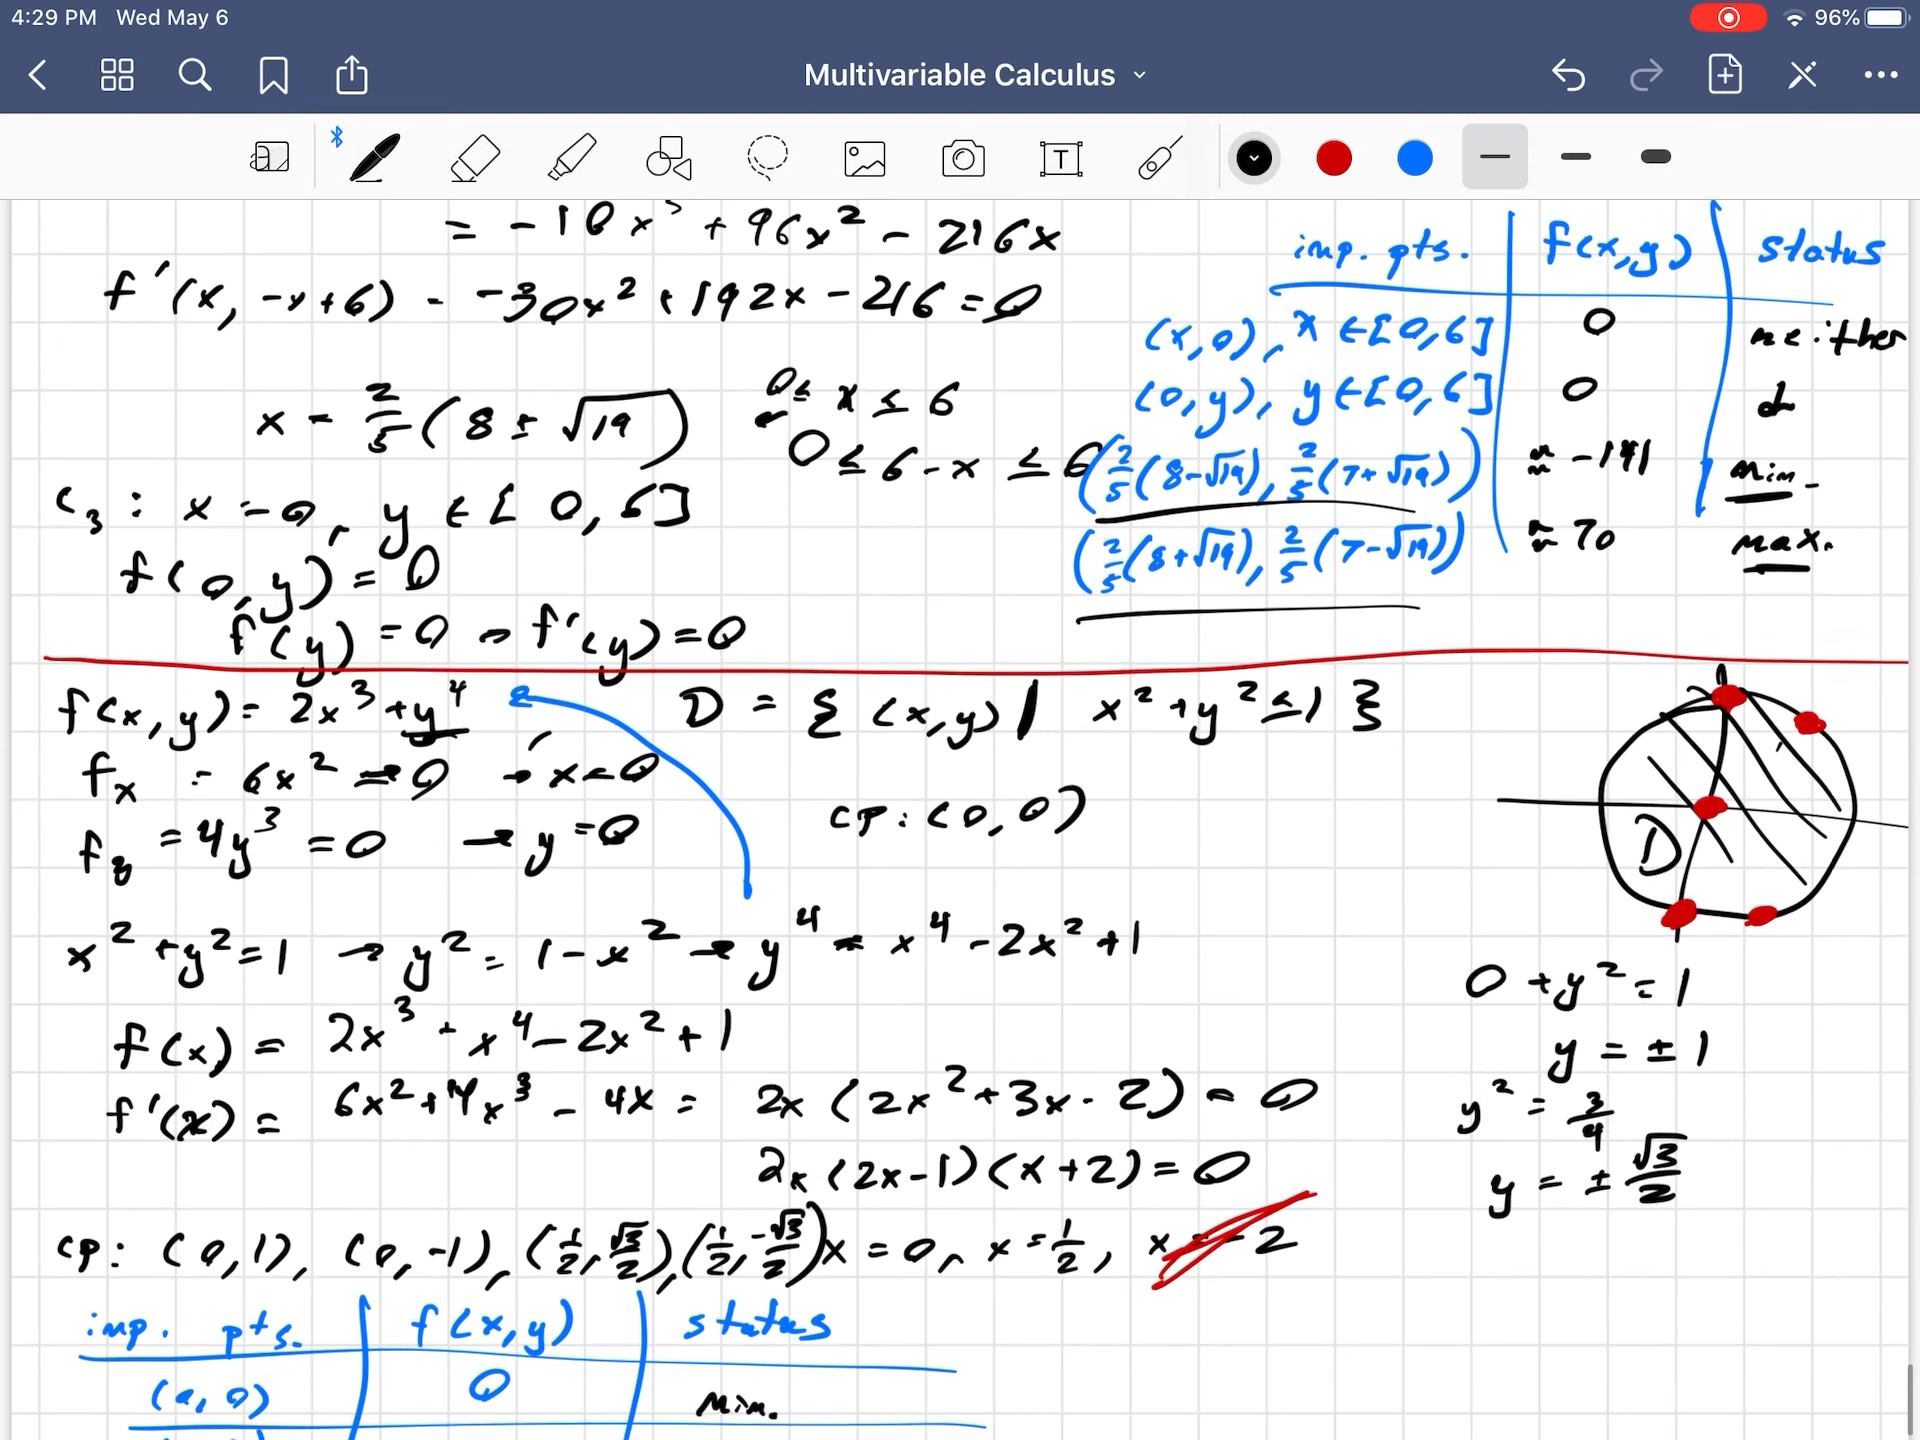 4:29 PM Wed May 6
96%
Multivariable Calculus
= -10x³ + 96x² - 216x
f'(x, -x+6) = -30x² + 192x - 216 = 0
x = 2/5 (8 ± √19) 0 ≤ x ≤ 6
0 ≤ 6 - x ≤ 6
C₃ : x = 0, y ∈ [0, 6]
f(0, y) = 0
f(y) = 0 → f'(y) = 0
imp. pts. | f(x,y) | status
(x, 0), x ∈ [0, 6] | 0 | neither
(0, y), y ∈ [0, 6] | 0
(2/5 (8-√19), 2/5 (7+√19)) | ≈ -141 | min.
(2/5 (8+√19), 2/5 (7-√19)) | ≈ 70 | max.
f(x,y) = 2x³ + y⁴ D = { (x,y) | x² + y² ≤ 1 }
f_x = 6x² = 0 → x = 0
cp: (0, 0)
f_y = 4y³ = 0 → y = 0
D
x² + y² = 1 → y² = 1 - x² → y⁴ = x⁴ - 2x² + 1
f(x) = 2x³ + x⁴ - 2x² + 1
f'(x) = 6x² + 4x³ - 4x = 2x (2x² + 3x - 2) = 0
2x (2x-1)(x+2) = 0
0 + y² = 1
y = ± 1
y² = 3/4
y = ± √3/2
cp: (0, 1), (0, -1), (1/2, √3/2), (1/2, -√3/2) x = 0, x = 1/2, x = -2
imp. pts. | f(x,y) | status
(0, 0) | 0 | min.